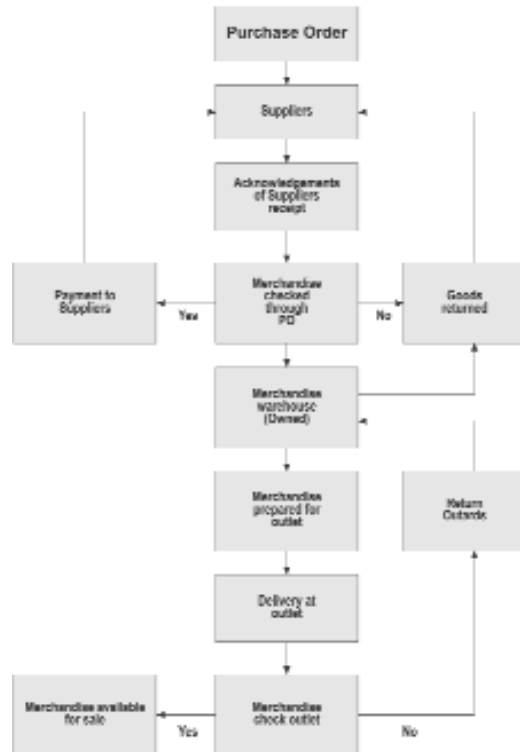 Purchase Order
Suppliers
Acknowledgements
of Suppliers
receipt
Payment to
Suppliers
Yes
Merchandise
checked
through
PO
No
Goods
returned
Merchandise
warehouse
(Owned)
Merchandise
prepared for
outlet
Return
Outards
Delivery at
outlet
Merchandise available
for sale
Yes
Merchandise
check outlet
No